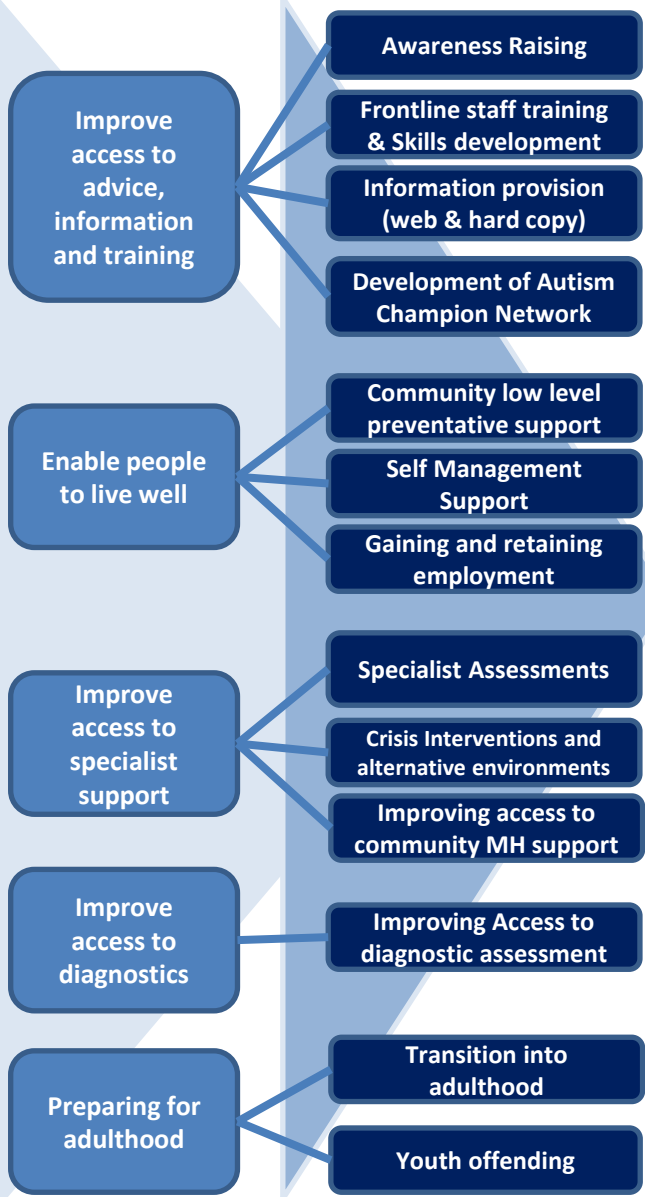 Improve
access to
advice,
information
and training
Awareness Raising
Frontline staff training
& Skills development
Information provision
(web & hard copy)
Development of Autism
Champion Network
Enable people
to live well
Community low level
preventative support
Self Management
Support
Gaining and retaining
employment
Improve
access to
specialist
support
Specialist Assessments
Crisis Interventions and
alternative environments
Improving access to
community MH support
Improve
access to
diagnostics
Improving Access to
diagnostic assessment
Preparing for
adulthood
Transition into
adulthood
Youth offending